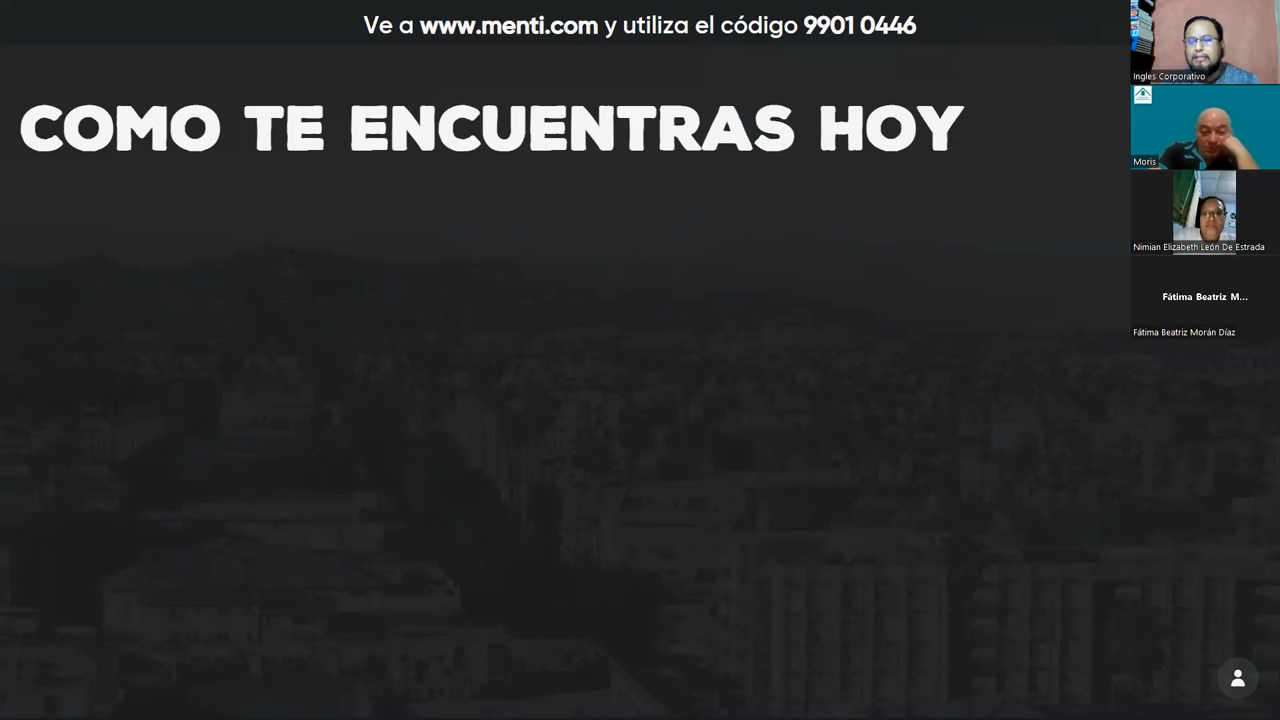 Ve a www.menti.com y utiliza el código 9901 0446
COMO TE ENCUENTRAS HOY
Ingles Corporativo
Moris
Nimian Elizabeth León De Estrada
Fátima Beatriz M...
Fátima Beatriz Morán Díaz